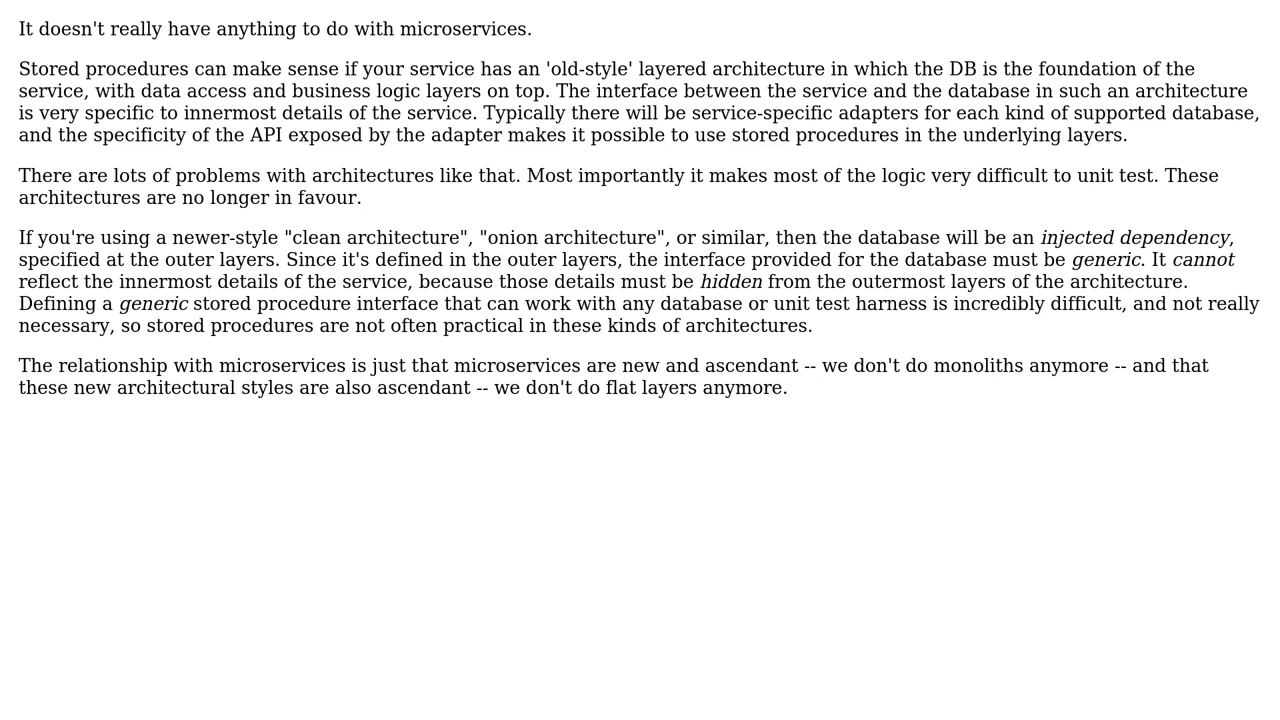 It doesn't really have anything to do with microservices.
Stored procedures can make sense if your service has an 'old-style' layered architecture in which the DB is the foundation of the
service, with data access and business logic layers on top. The interface between the service and the database in such an architecture
is very specific to innermost details of the service. Typically there will be service-specific adapters for each kind of supported database,
and the specificity of the API exposed by the adapter makes it possible to use stored procedures in the underlying layers.
There are lots of problems with architectures like that. Most importantly it makes most of the logic very difficult to unit test. These
architectures are no longer in favour.
If you're using a newer-style "clean architecture", "onion architecture", or similar, then the database will be an injected dependency,
specified at the outer layers. Since it's defined in the outer layers, the interface provided for the database must be generic. It cannot
reflect the innermost details of the service, because those details must be hidden from the outermost layers of the architecture.
Defining a generic stored procedure interface that can work with any database or unit test harness is incredibly difficult, and not really
necessary, so stored procedures are not often practical in these kinds of architectures.
The relationship with microservices is just that microservices are new and ascendant -- we don't do monoliths anymore -- and that
these new architectural styles are also ascendant -- we don't do flat layers anymore.